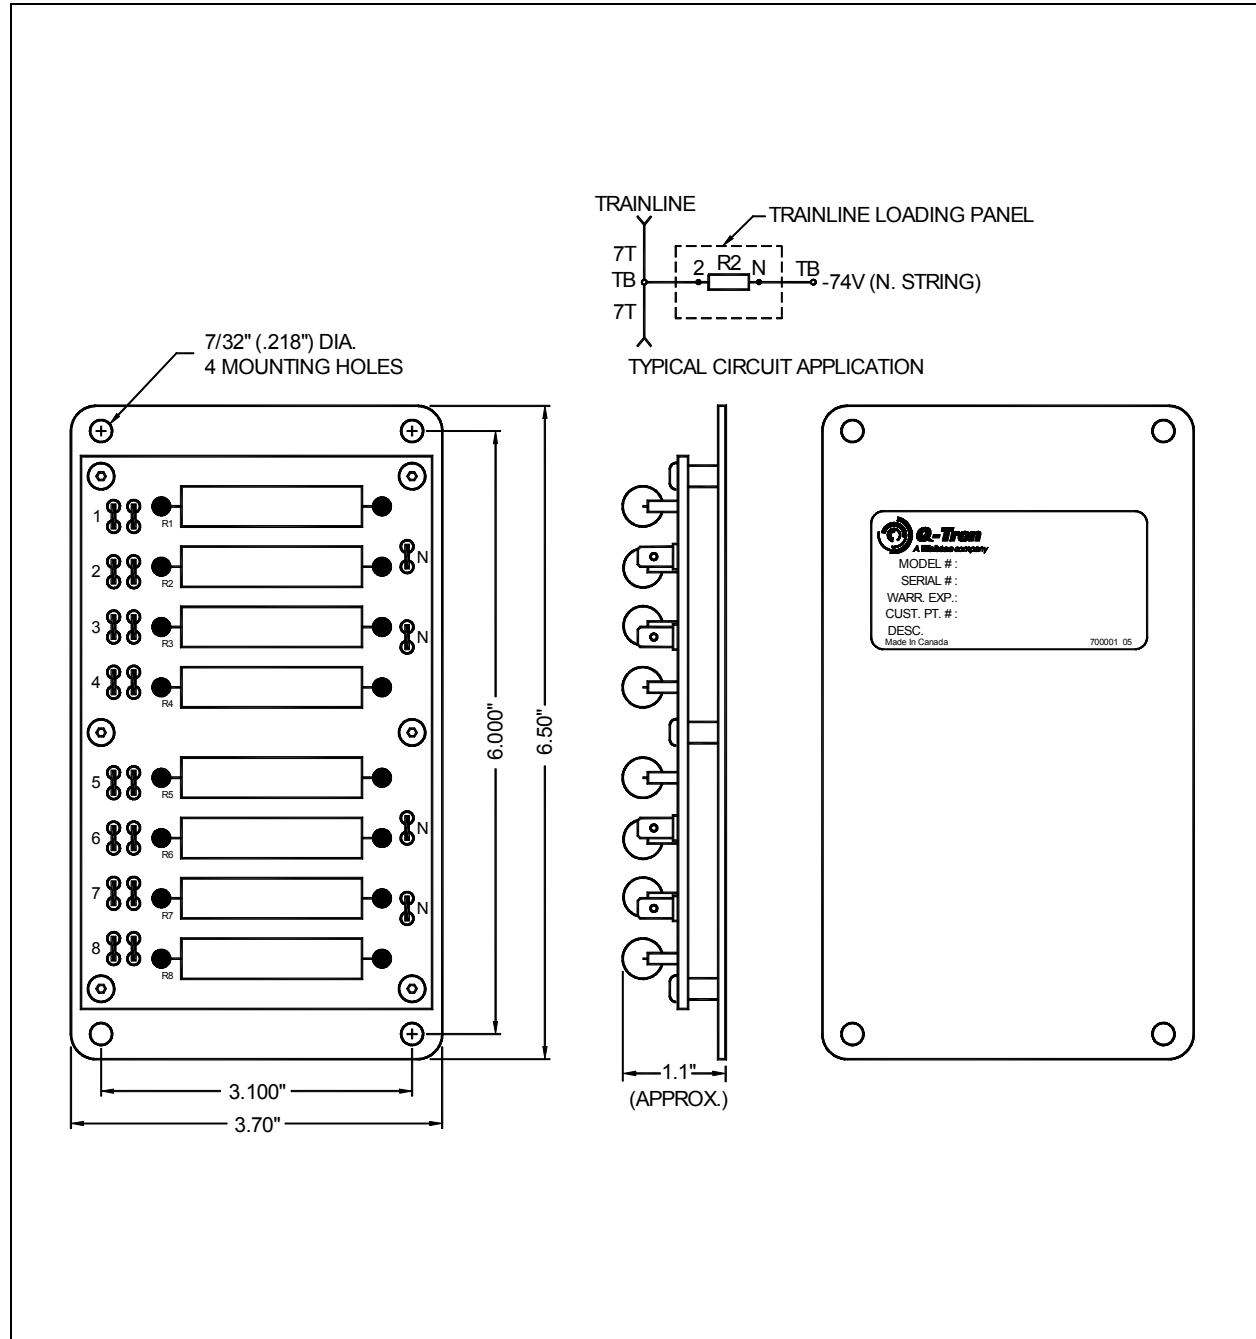 TRAINLINE
TRAINLINE LOADING PANEL
7T
2 R2 N TB
TB
-74V (N. STRING)
7T
TYPICAL CIRCUIT APPLICATION
7/32" (.218") DIA.
4 MOUNTING HOLES
1
R1
N
2
R2
3
N
R3
4
R4
6.000"
6.50"
5
R5
6
N
R6
7
N
R7
8
R8
3.100"
3.70"
1.1"
(APPROX.)
Q-Tron
A Wabtec company
MODEL # :
SERIAL # :
WARR. EXP.:
CUST. PT. # :
DESC.
Made In Canada 700001 05